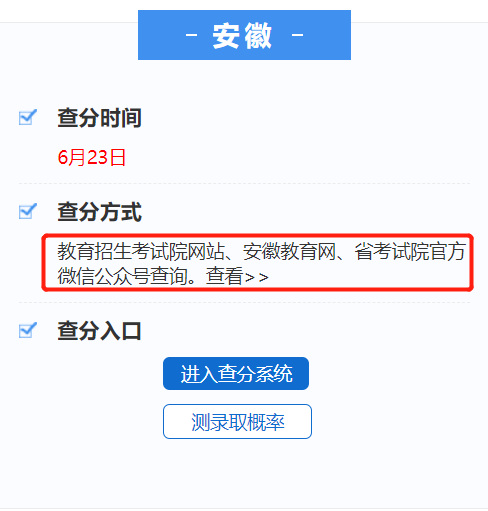 - 安徽 -
查分时间
6月23日
查分方式
教育招生考试院网站、安徽教育网、省考试院官方
微信公众号查询。查看>>
查分入口
进入查分系统
测录取概率